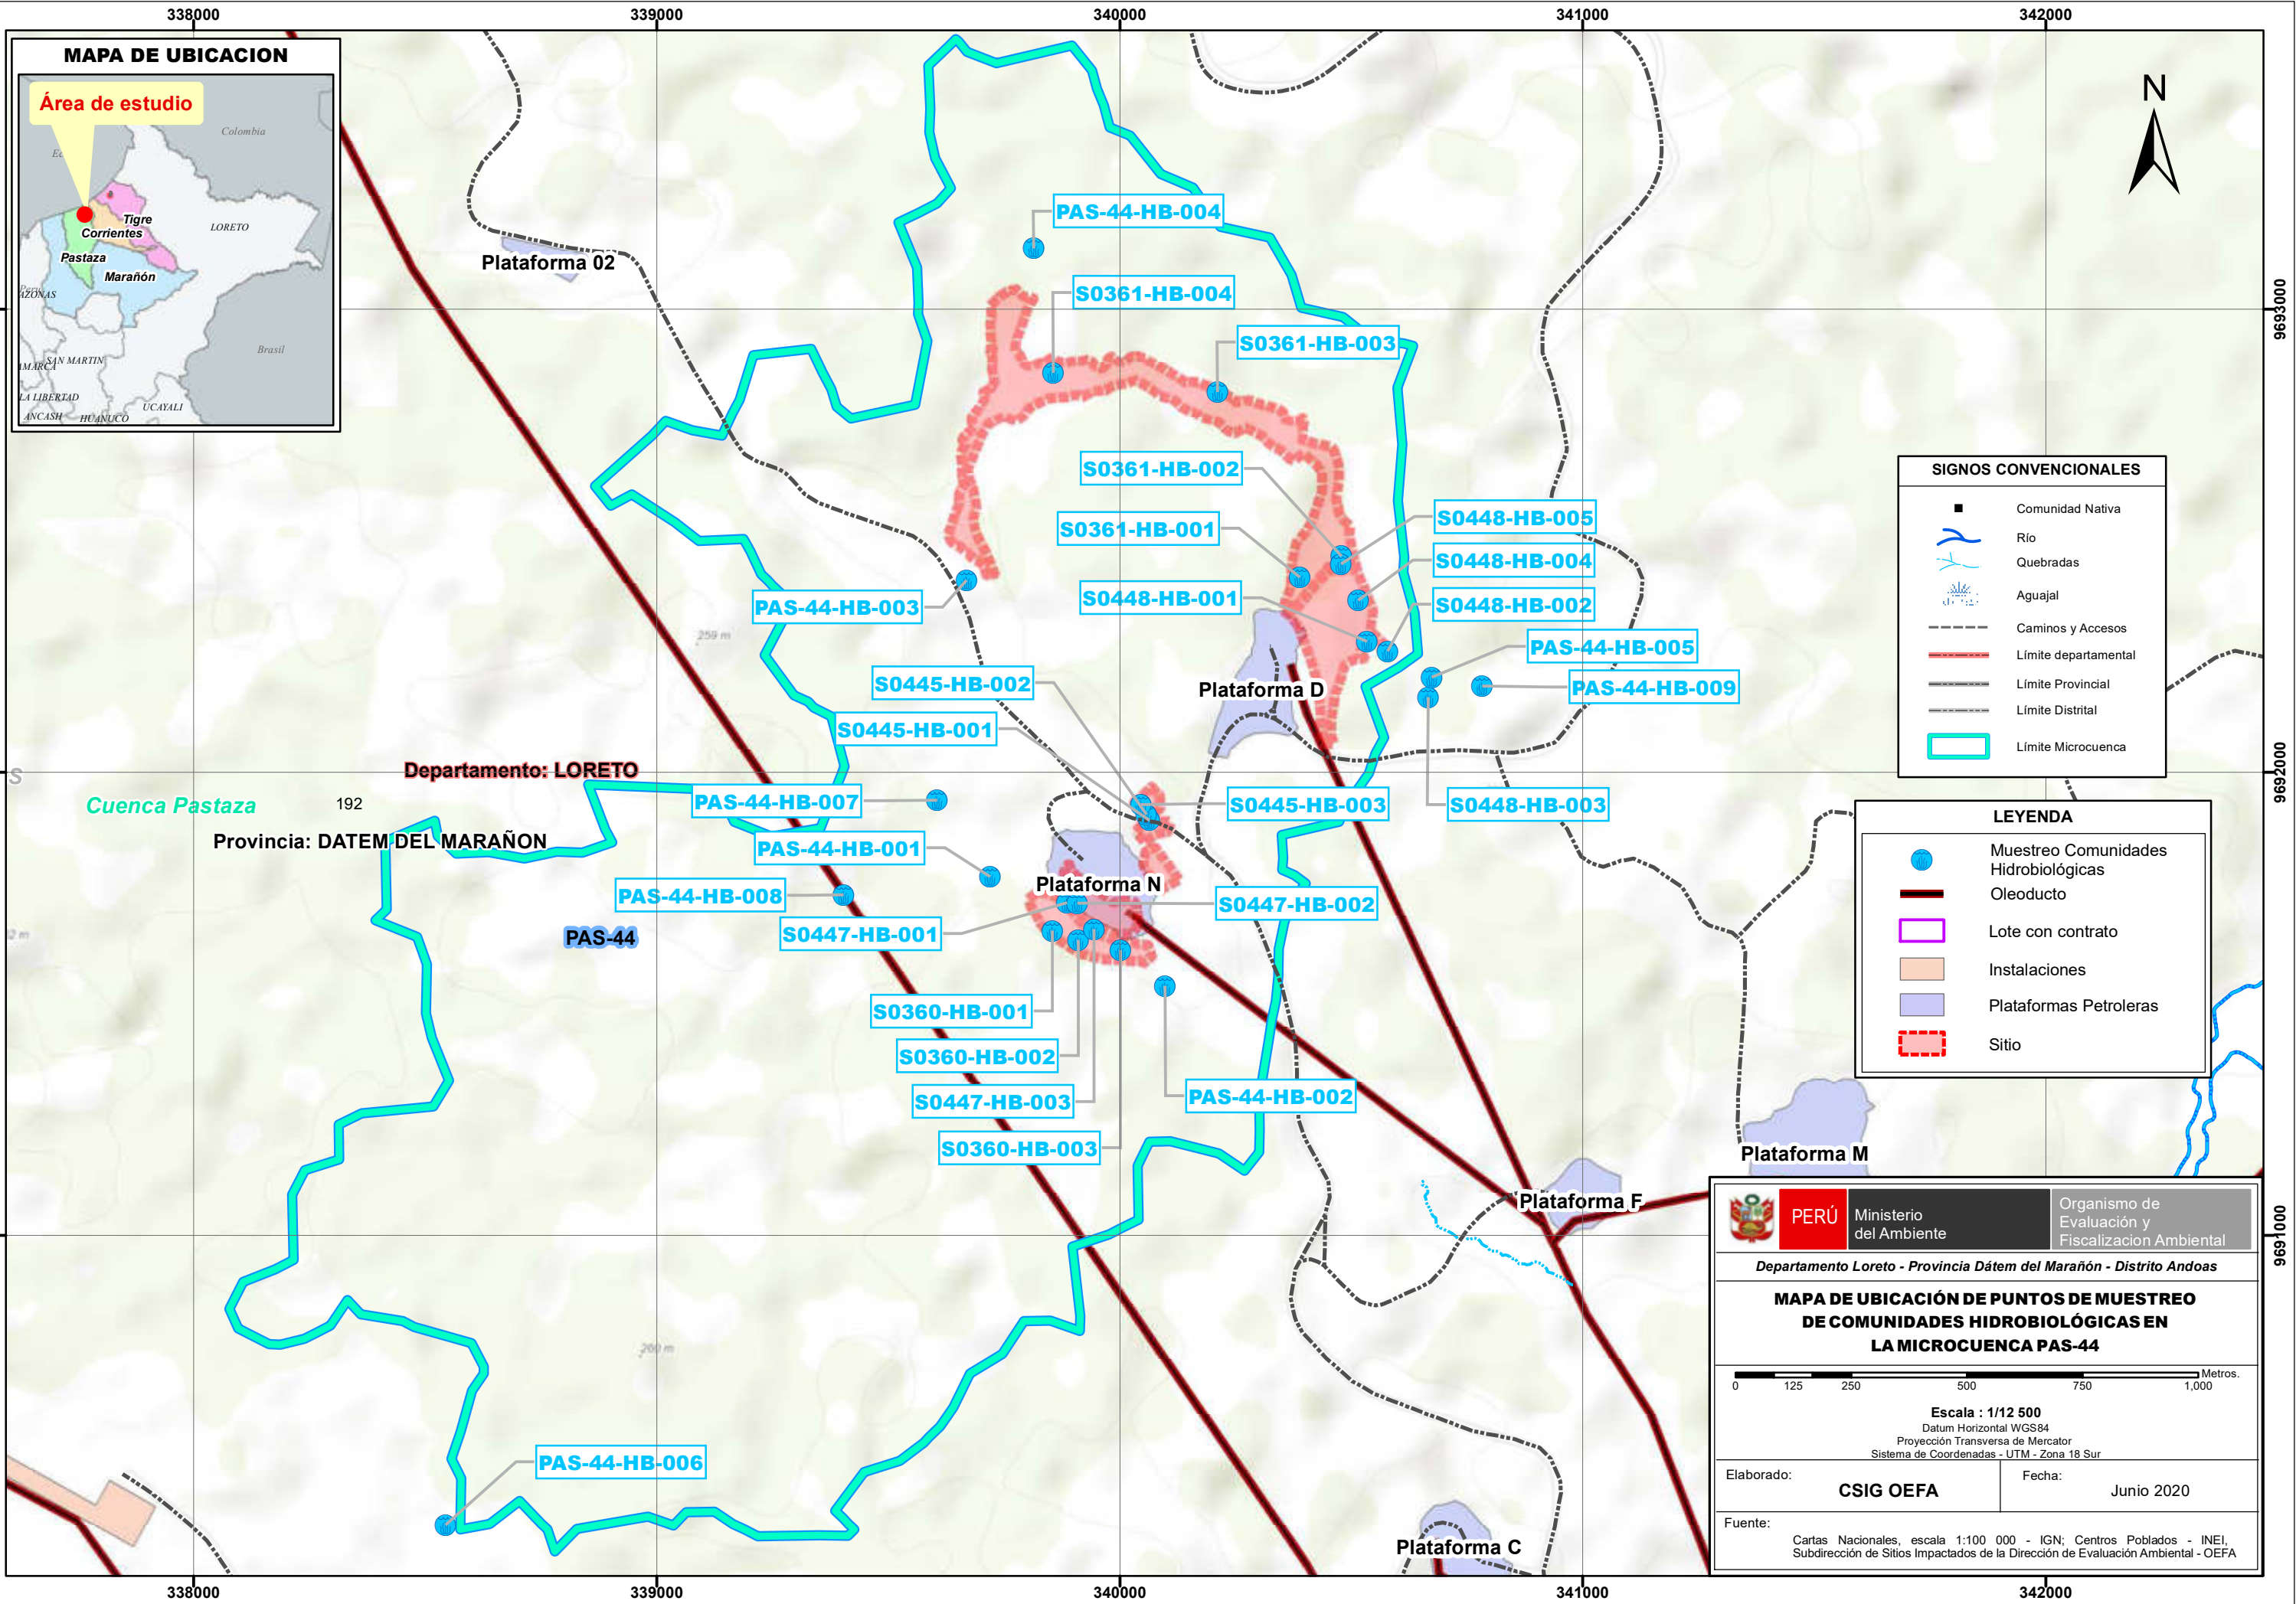 338000
339000
340000
341000
342000
MAPA DE UBICACION
Área de estudio
Colombia
Tigre
Corrientes
LORETO
Pastaza
Marañón
AZONAS
Brasil
SAN MARTIN
AMARCA
LA LIBERTAD
UCAYALI
ANCASH
HUANUCO
N
PAS-44-HB-004
Plataforma 02
S0361-HB-004
9693000
S0361-HB-003
S0361-HB-002
S0361-HB-001
S0448-HB-005
S0448-HB-004
S0448-HB-001
S0448-HB-002
PAS-44-HB-003
259 m
PAS-44-HB-005
S0445-HB-002
Plataforma D
PAS-44-HB-009
S0445-HB-001
SIGNOS CONVENCIONALES
Comunidad Nativa
Río
Quebradas
Aguajal
Caminos y Accesos
Límite departamental
Límite Provincial
Límite Distrital
Límite Microcuenca
9692000
S
Departamento: LORETO
Cuenca Pastaza
192
PAS-44-HB-007
S0445-HB-003
S0448-HB-003
Provincia: DATEM DEL MARAÑON
PAS-44-HB-001
Plataforma N
PAS-44-HB-008
S0447-HB-002
S0447-HB-001
PAS-44
S0360-HB-001
S0360-HB-002
S0447-HB-003
PAS-44-HB-002
S0360-HB-003
LEYENDA
Muestreo Comunidades
Hidrobiológicas
Oleoducto
Lote con contrato
Instalaciones
Plataformas Petroleras
Sitio
Plataforma M
Plataforma F
9691000
260 m
PAS-44-HB-006
Plataforma C
PERÚ
Ministerio
del Ambiente
Organismo de
Evaluación y
Fiscalizacion Ambiental
Departamento Loreto - Provincia Dátem del Marañón - Distrito Andoas
MAPA DE UBICACIÓN DE PUNTOS DE MUESTREO
DE COMUNIDADES HIDROBIOLÓGICAS EN
LA MICROCUENCA PAS-44
Metros.
0 125 250 500 750 1,000
Escala : 1/12 500
Datum Horizontal WGS84
Proyección Transversa de Mercator
Sistema de Coordenadas - UTM - Zona 18 Sur
Elaborado:
CSIG OEFA
Fecha:
Junio 2020
Fuente:
Cartas Nacionales, escala 1:100 000 - IGN; Centros Poblados - INEI,
Subdirección de Sitios Impactados de la Dirección de Evaluación Ambiental - OEFA
338000
339000
340000
341000
342000